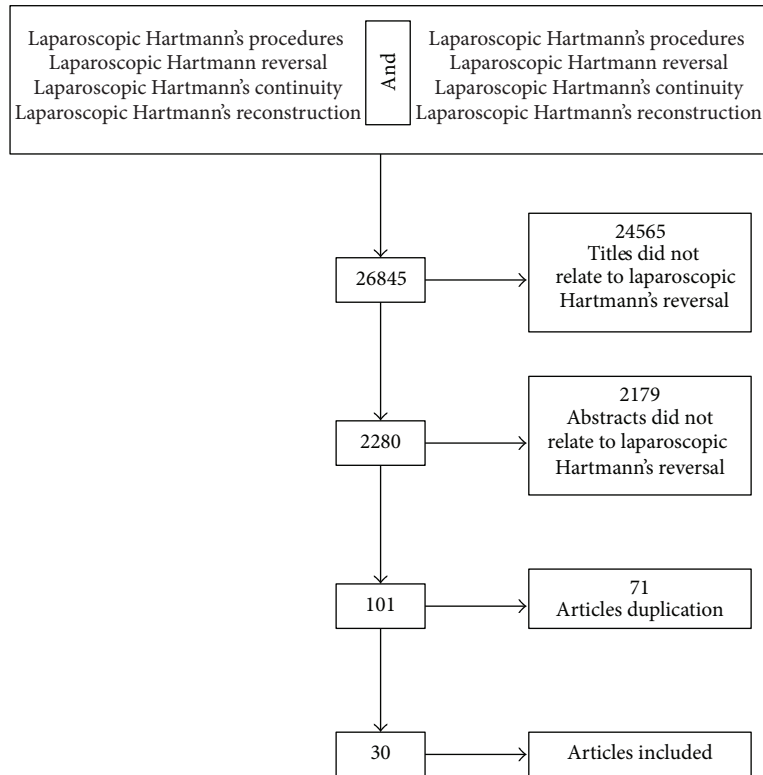 Laparoscopic Hartmann's procedures
Laparoscopic Hartmann reversal
Laparoscopic Hartmann's continuity
Laparoscopic Hartmann's reconstruction
And
Laparoscopic Hartmann's procedures
Laparoscopic Hartmann reversal
Laparoscopic Hartmann's continuity
Laparoscopic Hartmann's reconstruction
26845
24565
Titles did not
relate to laparoscopic
Hartmann's reversal
2280
2179
Abstracts did not
relate to laparoscopic
Hartmann's reversal
101
71
Articles duplication
30
Articles included